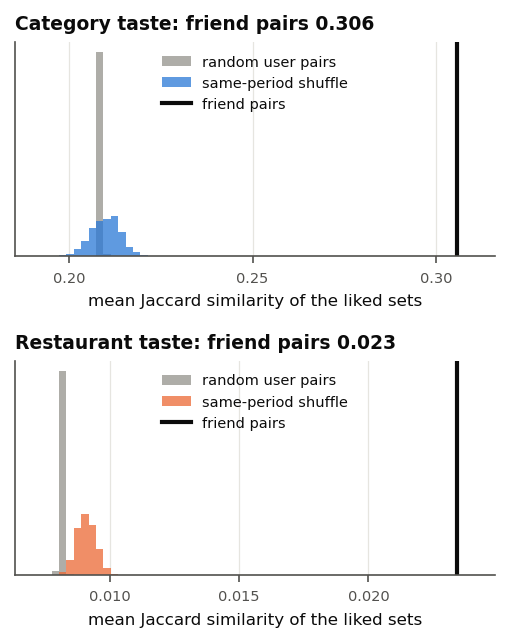 Category taste: friend pairs 0.306
random user pairs
same-period shuffle
friend pairs
0.20 0.25 0.30
mean Jaccard similarity of the liked sets
Restaurant taste: friend pairs 0.023
random user pairs
same-period shuffle
friend pairs
0.010 0.015 0.020
mean Jaccard similarity of the liked sets